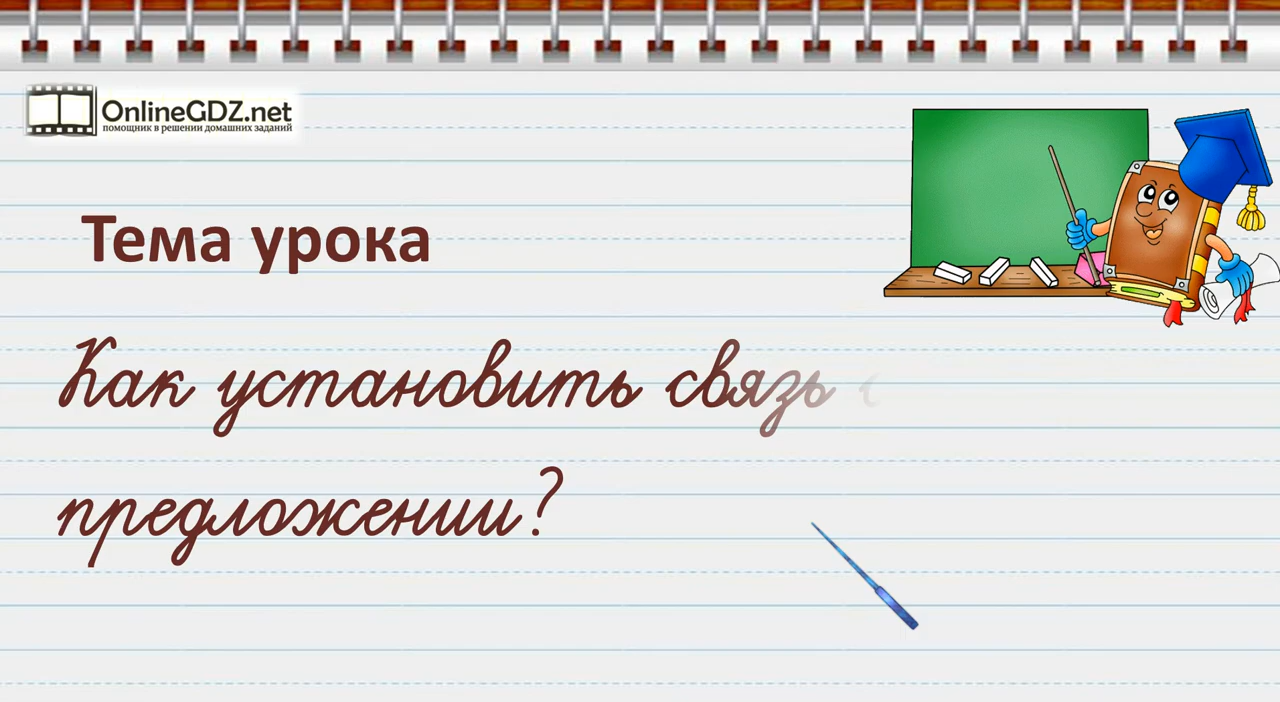 OnlineGDZ.net
помощник в решении домашних заданий
Тема урока
Как установить связь
предложении?